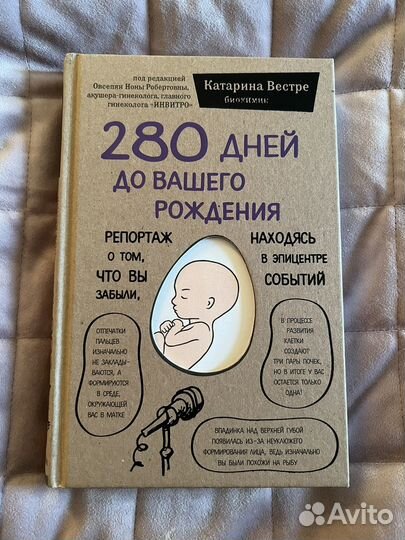 под редакцией
Овсепян Ноны Робертовны,
акушера-гинеколога, главного
гинеколога «ИНВИТРО»
Катарина Вестре
биохимик
280 ДНЕЙ
ДО ВАШЕГО
РОЖДЕНИЯ
РЕПОРТАЖ
О ТОМ,
ЧТО ВЫ
ЗАБЫЛИ,
НАХОДЯСЬ
В ЭПИЦЕНТРЕ
СОБЫТИЙ
ОТПЕЧАТКИ
ПАЛЬЦЕВ
ИЗНАЧАЛЬНО
НЕ ЗАКЛАДЫ-
ВАЮТСЯ, А
ФОРМИРУЮТСЯ
В СРЕДЕ,
ОКРУЖАЮЩЕЙ
ВАС В МАТКЕ
В ПРОЦЕССЕ
РАЗВИТИЯ
КЛЕТКИ
СОЗДАЮТ
ТРИ ПАРЫ ПОЧЕК,
НО В ИТОГЕ У ВАС
ОСТАЕТСЯ ТОЛЬКО
ОДНА!
ВПАДИНКА НАД ВЕРХНЕЙ ГУБОЙ
ПОЯВИЛАСЬ ИЗ-ЗА НЕУКЛЮЖЕГО
ФОРМИРОВАНИЯ ЛИЦА, ВЕДЬ ИЗНАЧАЛЬНО
ВЫ БЫЛИ ПОХОЖИ НА РЫБУ
Avito